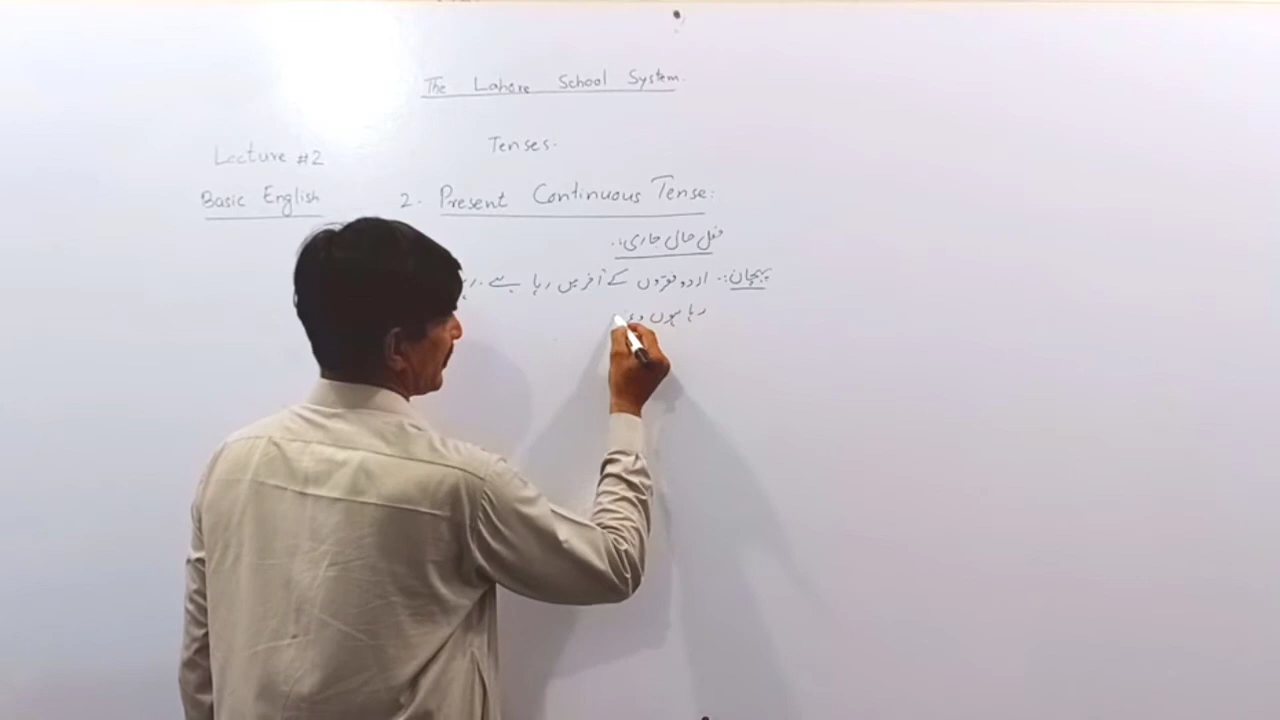 The Lahore School System.
Tenses.
Lecture #2
Basic English
2. Present Continuous Tense:
فعل حال جاری:۔
پہچان:۔ اردو فقروں کے آخر میں رہا ہے ۔
رہا ہوں